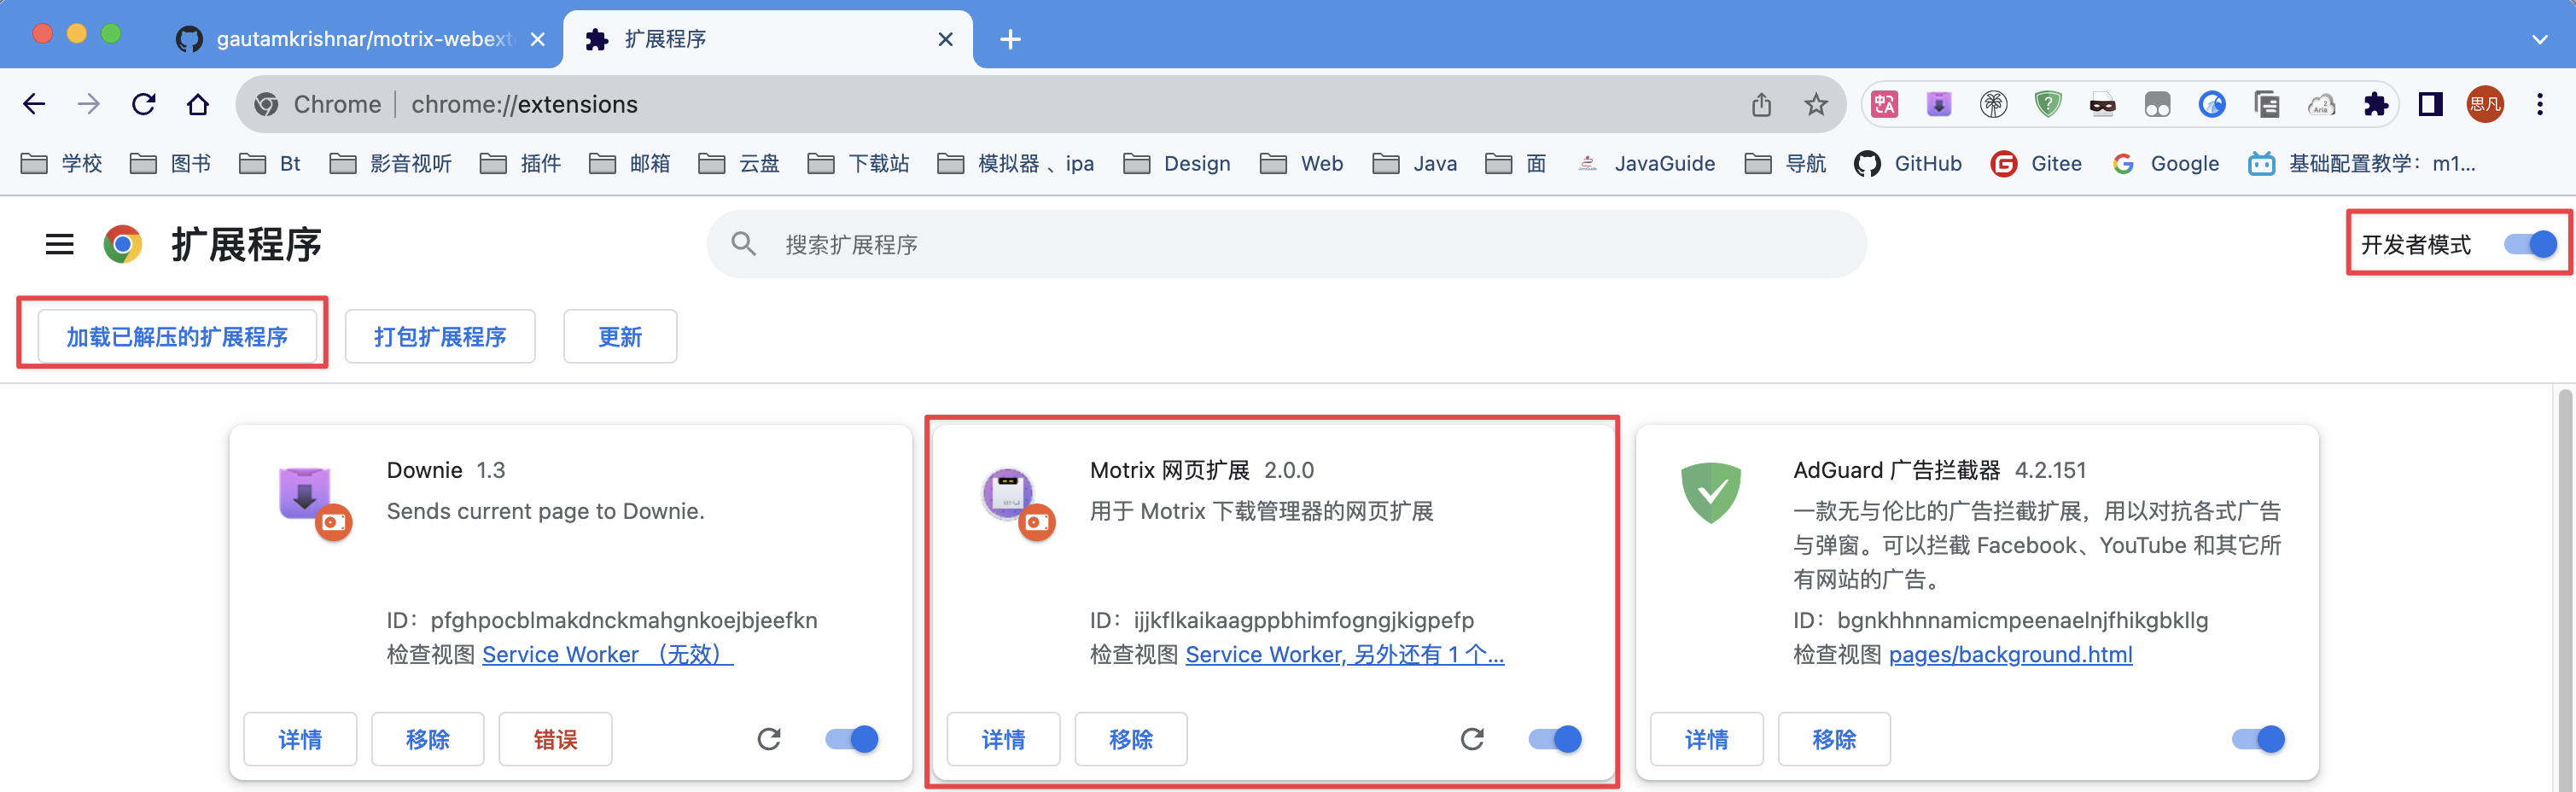 gautamkrishnar/motrix-webext
扩展程序
Chrome
chrome://extensions
思凡
学校
图书
Bt
影音视听
插件
邮箱
云盘
下载站
模拟器 、ipa
Design
Web
Java
面
JavaGuide
导航
GitHub
Gitee
Google
基础配置教学：m1...
扩展程序
搜索扩展程序
开发者模式
加载已解压的扩展程序
打包扩展程序
更新
Downie 1.3
Sends current page to Downie.
ID：pfghpocblmakdnckmahgnkoejbjeefkn
检查视图 Service Worker （无效）
详情
移除
错误
Motrix 网页扩展 2.0.0
用于 Motrix 下载管理器的网页扩展
ID：ijjkflkaikaagppbhimfogngjkigpefp
检查视图 Service Worker, 另外还有 1 个...
详情
移除
AdGuard 广告拦截器 4.2.151
一款无与伦比的广告拦截扩展，用以对抗各式广告
与弹窗。可以拦截 Facebook、YouTube 和其它所
有网站的广告。
ID：bgnkhhnnamicmpeenaelnjfhikgbkllg
检查视图 pages/background.html
详情
移除